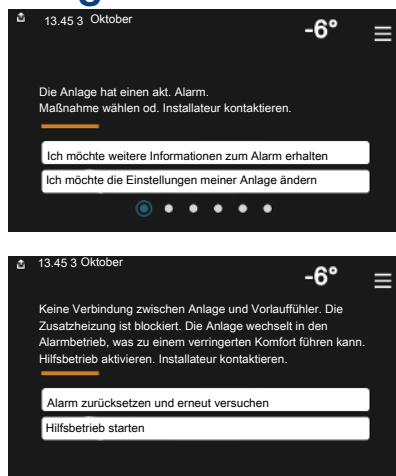 13.45 3 Oktober
-6°
Die Anlage hat einen akt. Alarm.
Maßnahme wählen od. Installateur kontaktieren.
Ich möchte weitere Informationen zum Alarm erhalten
Ich möchte die Einstellungen meiner Anlage ändern
13.45 3 Oktober
-6°
Keine Verbindung zwischen Anlage und Vorlauffühler. Die
Zusatzheizung ist blockiert. Die Anlage wechselt in den
Alarmbetrieb, was zu einem verringerten Komfort führen kann.
Hilfsbetrieb aktivieren. Installateur kontaktieren.
Alarm zurücksetzen und erneut versuchen
Hilfsbetrieb starten